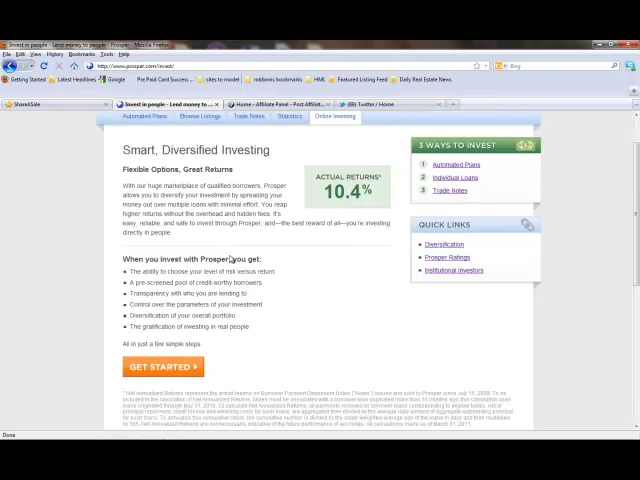 Invest in people - Lend money to people - Prosper - Mozilla Firefox
File Edit View History Bookmarks Tools Help
http://www.prosper.com/invest/
Bing
Getting Started Latest Headlines Google Pre Paid Card Success ... sites to model robbinns bookmarks HML Featured Listing Feed Daily Real Estate News
ShareASale Invest in people - Lend money to ... Home - Affiliate Panel - Post Affiliat... (8) Twitter / Home
Automated Plans Browse Listings Trade Notes Statistics Online Investing
Smart, Diversified Investing
Flexible Options, Great Returns
With our huge marketplace of qualified borrowers, Prosper
allows you to diversify your investment by spreading your
money out over multiple loans with minimal effort. You reap
higher returns without the overhead and hidden fees. It's
easy, reliable, and safe to invest through Prosper, and—the best reward of all—you're investing
directly in people
ACTUAL RETURNS*
10.4%
When you invest with Prosper you get:
The ability to choose your level of risk versus return
A pre-screened pool of credit-worthy borrowers
Transparency with who you are lending to
Control over the parameters of your investment
Diversification of your overall portfolio
The gratification of investing in real people
All in just a few simple steps.
GET STARTED
3 WAYS TO INVEST
1 Automated Plans
2 Individual Loans
3 Trade Notes
QUICK LINKS
Diversification
Prosper Ratings
Institutional Investors
Done